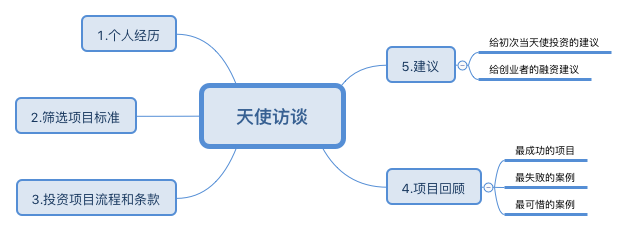 天使访谈
1.个人经历
2.筛选项目标准
3.投资项目流程和条款
4.项目回顾
最成功的项目
最失败的案例
最可惜的案例
5.建议
给初次当天使投资的建议
给创业者的融资建议